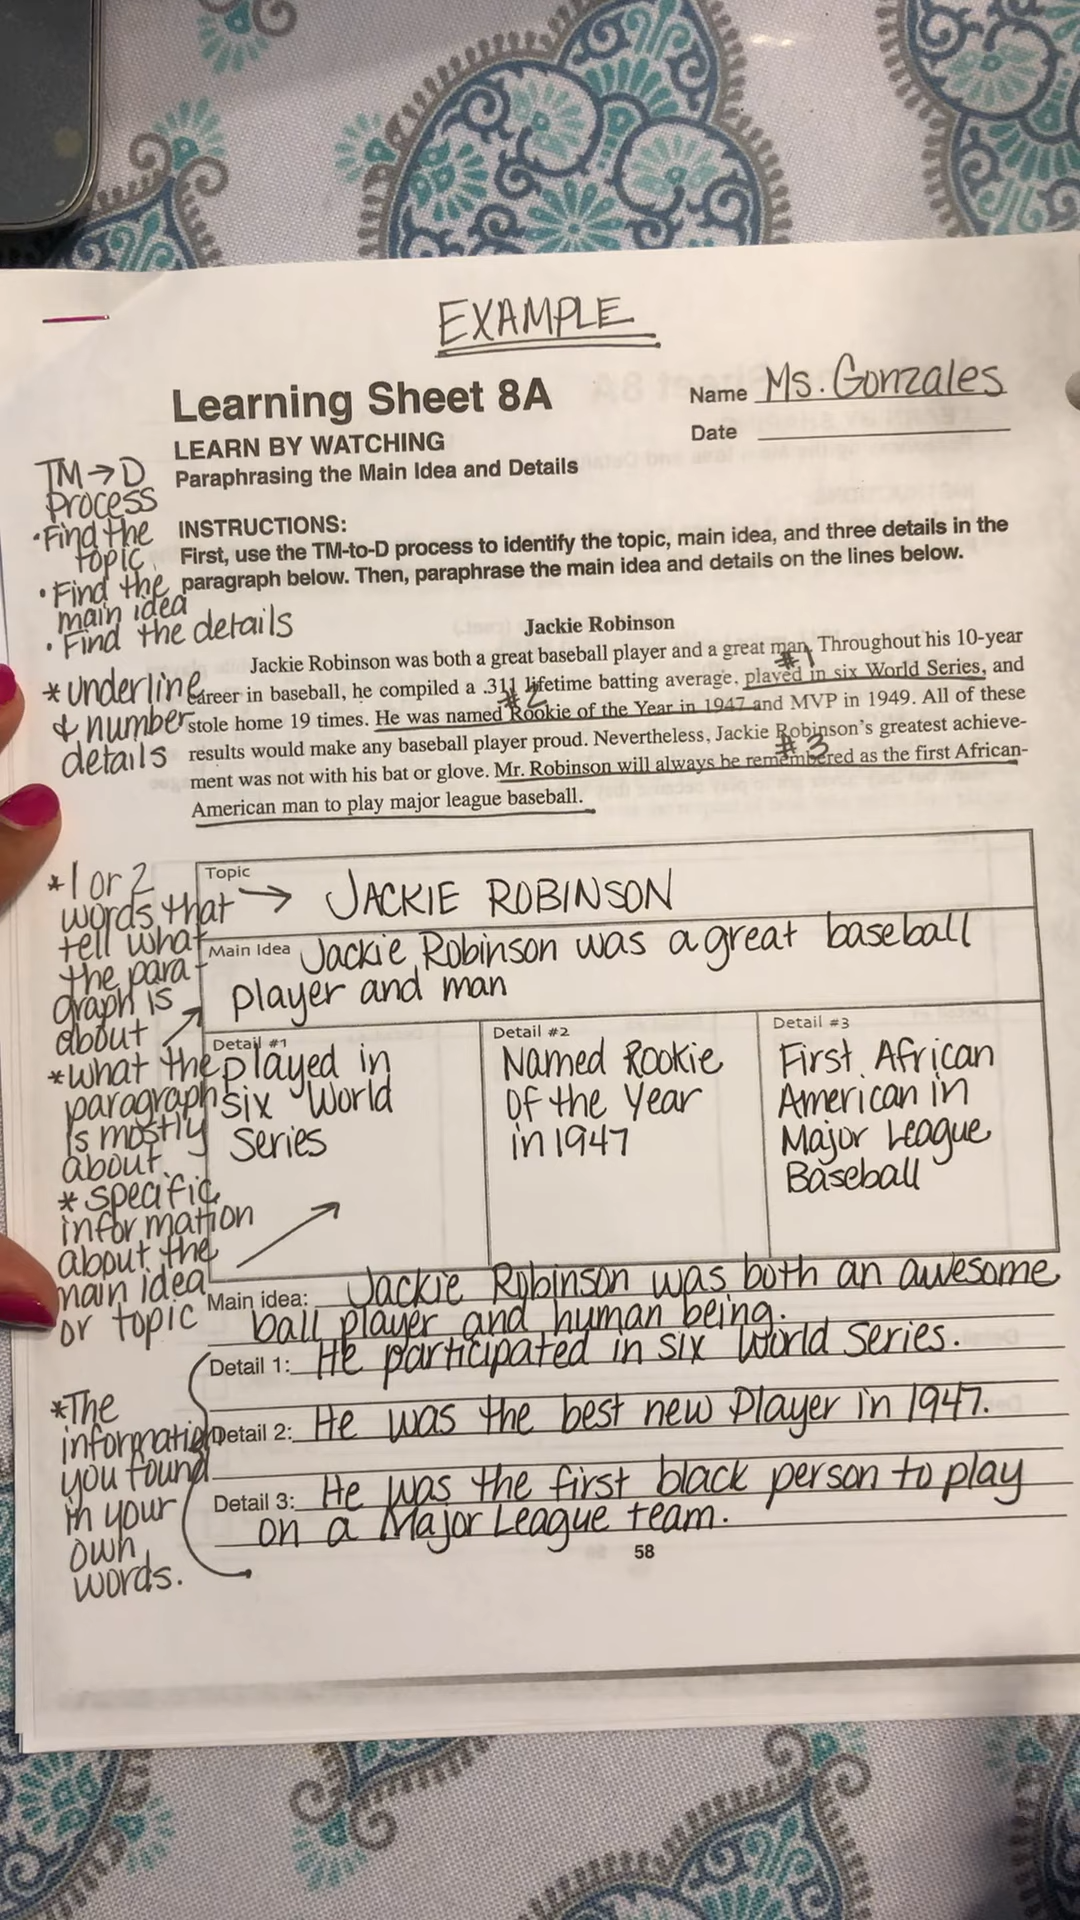 EXAMPLE
Learning Sheet 8A
Name Ms. Gonzales
LEARN BY WATCHING
Date
Paraphrasing the Main Idea and Details
TM→D
process
• Find the
topic
• Find the
main idea
• Find the details
INSTRUCTIONS:
First, use the TM-to-D process to identify the topic, main idea, and three details in the
paragraph below. Then, paraphrase the main idea and details on the lines below.
* underline
& number
details
Jackie Robinson
Jackie Robinson was both a great baseball player and a great man. Throughout his 10-year
#1
career in baseball, he compiled a .311 lifetime batting average, played in six World Series, and
#2
stole home 19 times. He was named Rookie of the Year in 1947 and MVP in 1949. All of these
results would make any baseball player proud. Nevertheless, Jackie Robinson's greatest achieve-
#3
ment was not with his bat or glove. Mr. Robinson will always be remembered as the first African-
American man to play major league baseball.
* 1 or 2
words that
tell what
the para-
graph is
about
* what the
paragraph
is mostly
about.
* specific
information
about the
main idea
or topic
Topic
→ JACKIE ROBINSON
Main Idea Jackie Robinson was a great baseball
player and man
Detail #1
played in
six World
Series
Detail #2
Named Rookie
Of the Year
in 1947
Detail #3
First African
American in
Major League
Baseball
Main idea: Jackie Robinson was both an awesome
ball player and human being.
Detail 1: He participated in six World Series.
Detail 2: He was the best new Player in 1947.
Detail 3: He was the first black person to play
on a Major League team.
* The
information
you found
in your
own
words.
58